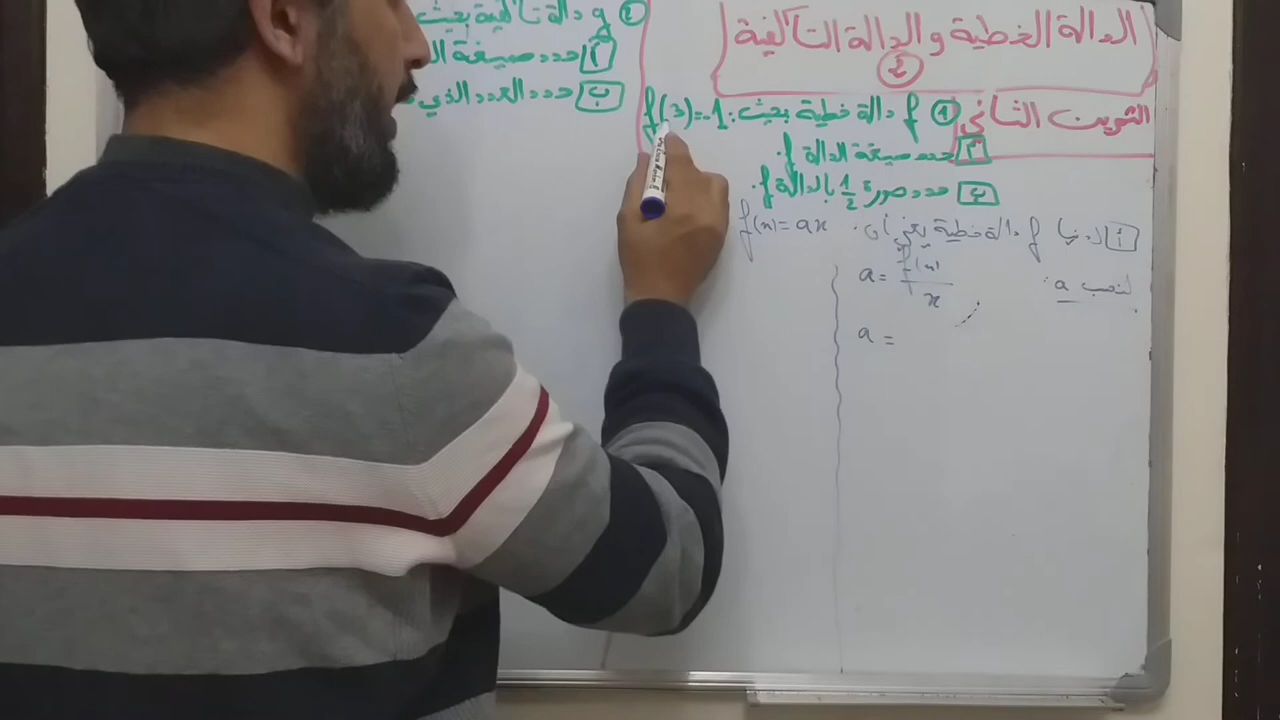 الدالة الخطية والدالة التآلفية
2
التمرين الثاني
① f دالة خطية بحيث: f(3)=-1
أ حدد صيغة الدالة f.
ب حدد صورة 1/2 بالدالة f.
أ لدينا f دالة خطية يعني أن: f(x)=ax
لنحسب a:
a = f(x)/x
a =
② g دالة تآلفية بحيث
أ حدد صيغة ال
ب حدد العدد الذي